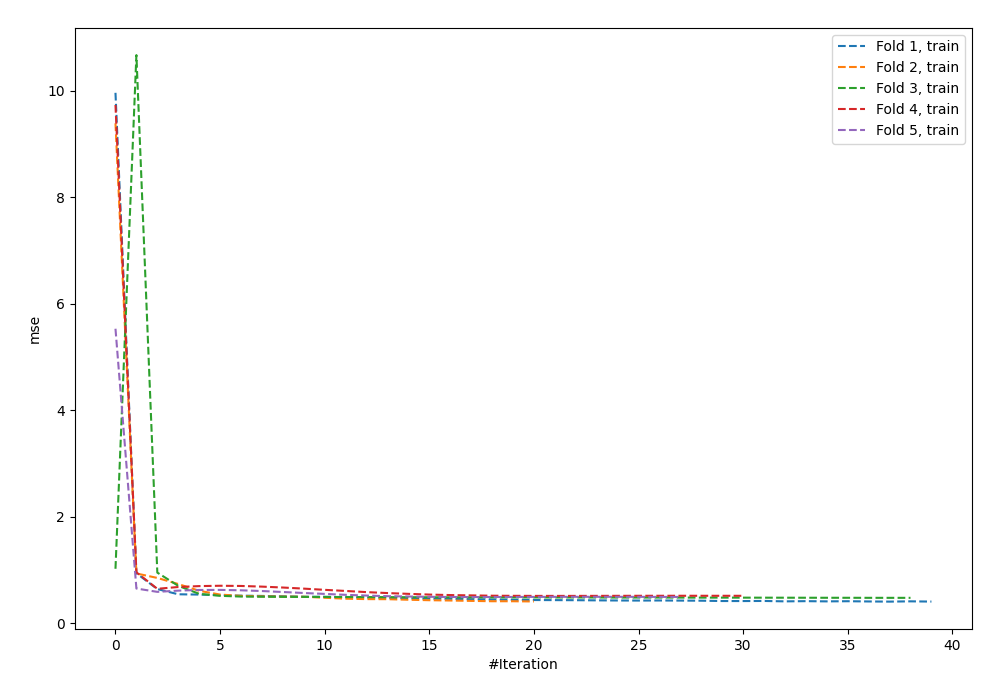 Fold 1, train
Fold 2, train
Fold 3, train
Fold 4, train
Fold 5, train
10
8
6
4
2
0
mse
0 5 10 15 20 25 30 35 40
#Iteration